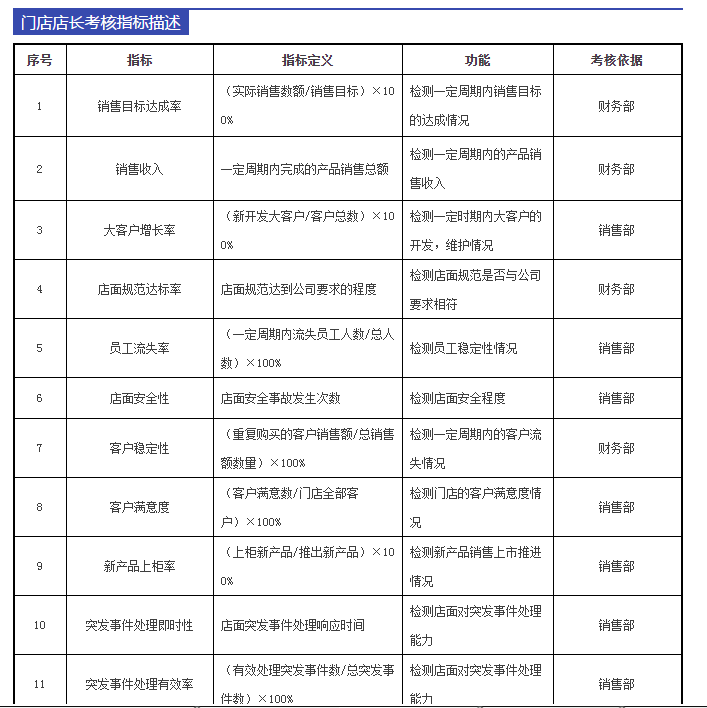 门店店长考核指标描述
序号 指标 指标定义 功能 考核依据
1 销售目标达成率 （实际销售数额/销售目标）×10
0% 检测一定周期内销售目标
的达成情况 财务部
2 销售收入 一定周期内完成的产品销售总额 检测一定周期内的产品销
售收入 财务部
3 大客户增长率 （新开发大客户/客户总数）×10
0% 检测一定时期内大客户的
开发，维护情况 销售部
4 店面规范达标率 店面规范达到公司要求的程度 检测店面规范是否与公司
要求相符 财务部
5 员工流失率 （一定周期内流失员工人数/总人
数）×100% 检测员工稳定性情况 销售部
6 店面安全性 店面安全事故发生次数 检测店面安全程度 销售部
7 客户稳定性 （重复购买的客户销售额/总销售
额数量）×100% 检测一定周期内的客户流
失情况 财务部
8 客户满意度 （客户满意数/门店全部客
户）×100% 检测门店的客户满意度情
况 销售部
9 新产品上柜率 （上柜新产品/推出新产品）×10
0% 检测新产品销售上市推进
情况 销售部
10 突发事件处理即时性 店面突发事件处理响应时间 检测店面对突发事件处理
能力 销售部
11 突发事件处理有效率 （有效处理突发事件数/总突发事
件数）×100% 检测店面对突发事件处理
能力 销售部